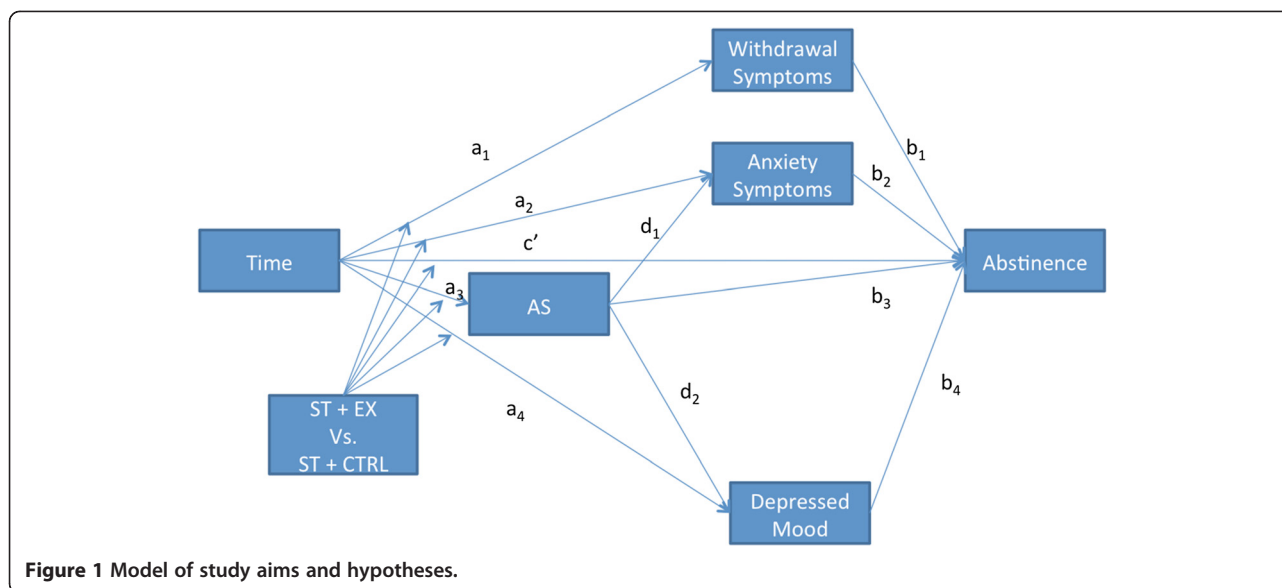 Withdrawal
Symptoms
a₁
Anxiety
Symptoms
b₁
a₂
b₂
d₁
c’
Time
Abstinence
a₃
AS
b₃
ST + EX
Vs.
ST + CTRL
a₄
d₂
b₄
Depressed
Mood
Figure 1 Model of study aims and hypotheses.